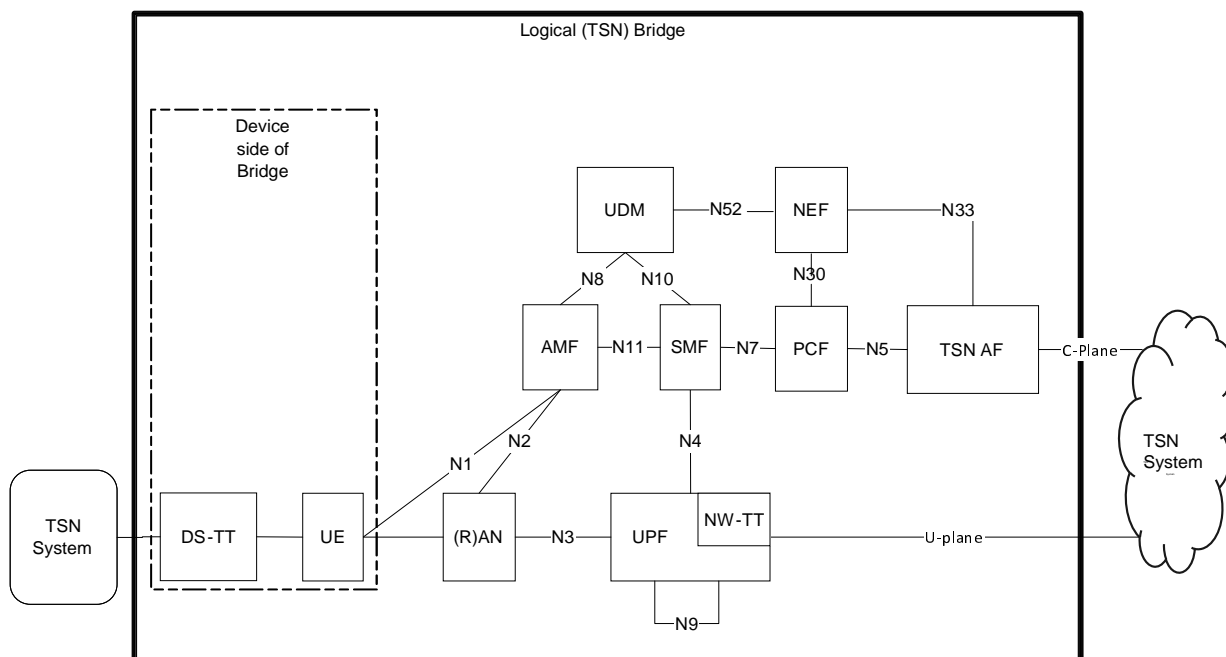 Logical (TSN) Bridge
Device
side of
Bridge
UDM
N52
NEF
N33
N8
N10
N30
AMF
N11
SMF
N7
PCF
N5
TSN AF
C-Plane
N1
N2
N4
TSN
System
TSN
System
DS-TT
UE
(R)AN
N3
UPF
NW-TT
U-plane
N9